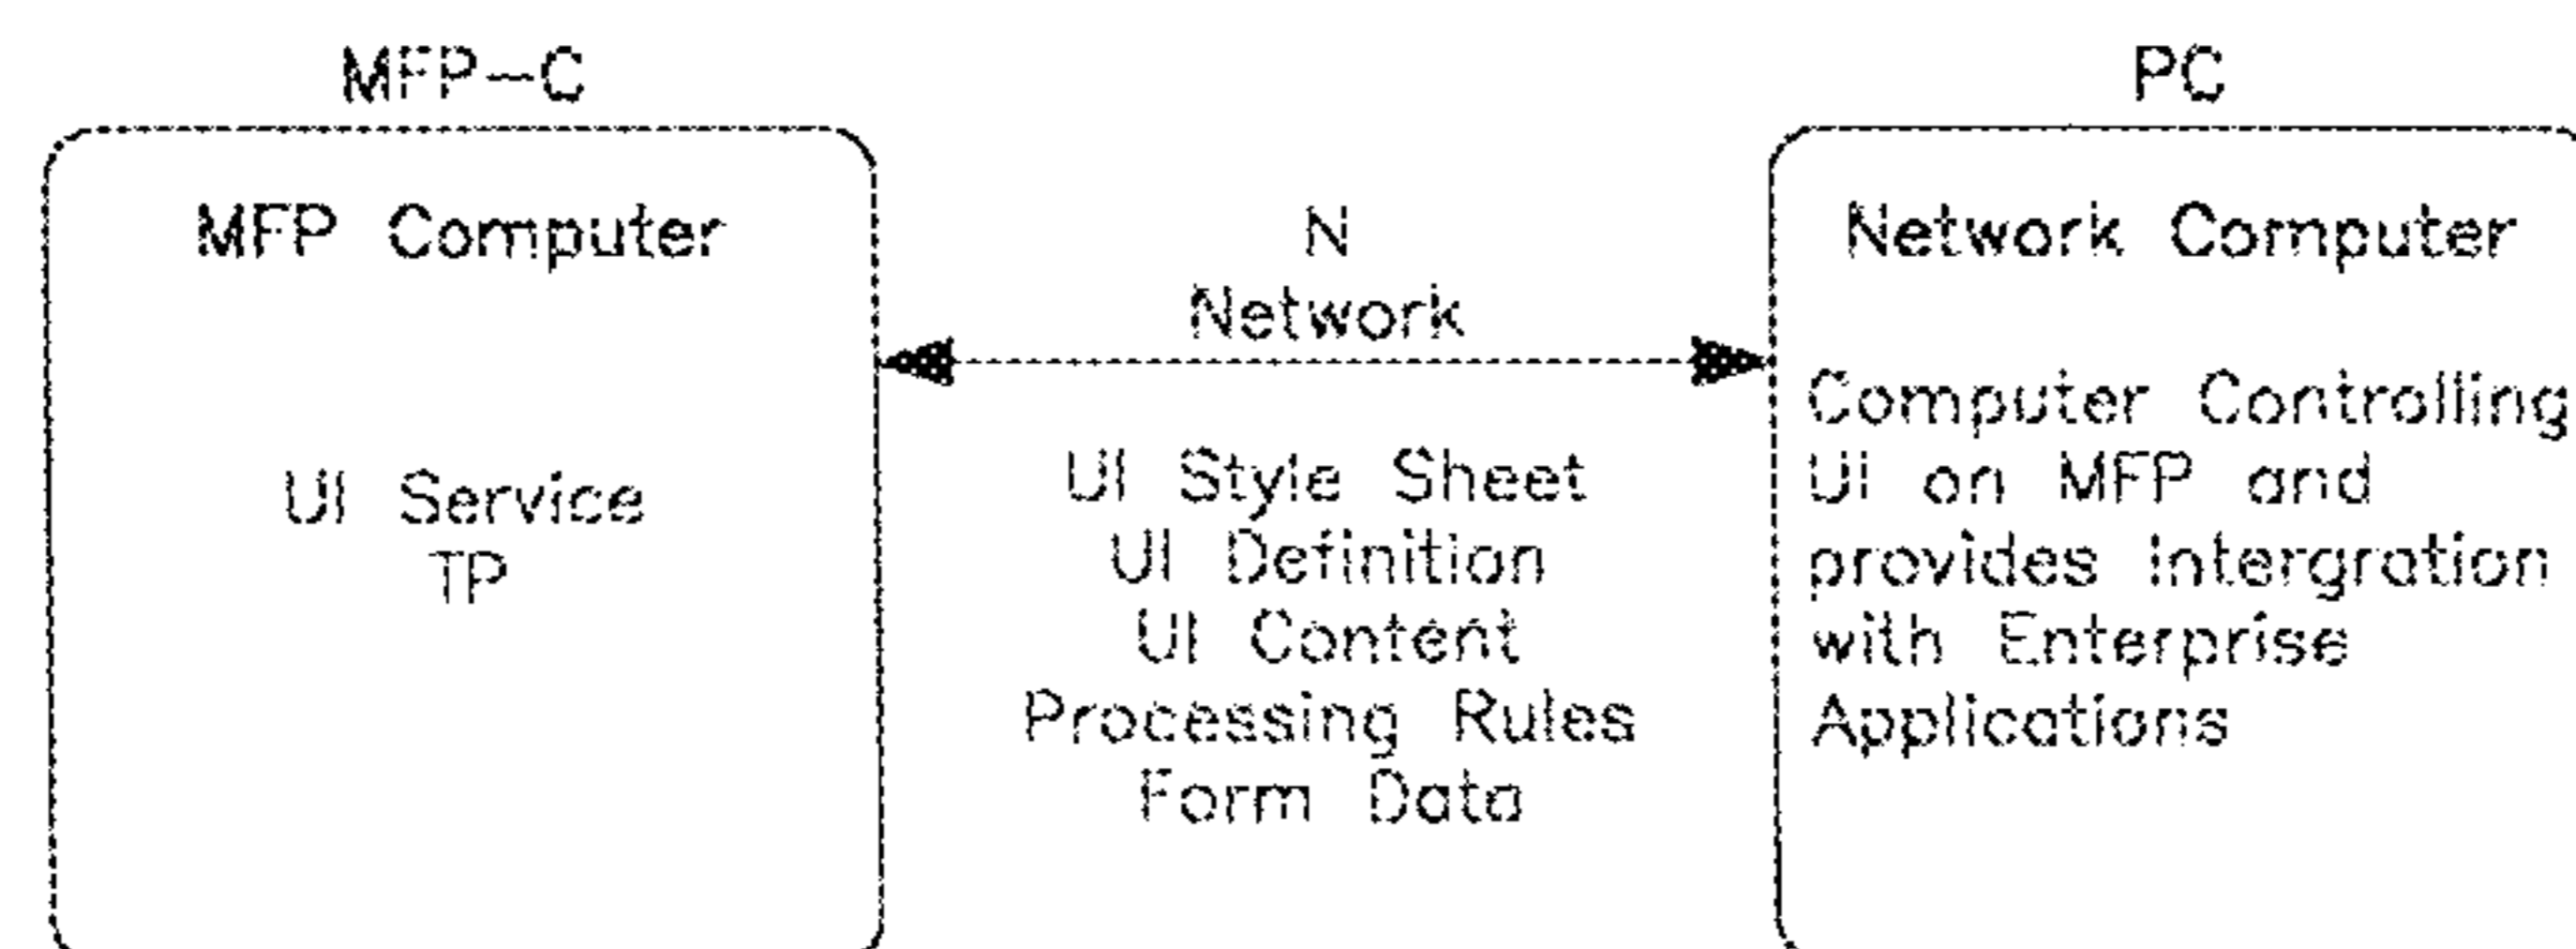 MFP-C
MFP Computer
UI Service
TP
N
Network
UI Style Sheet
UI Definition
UI Content
Processing Rules
Form Data
PC
Network Computer
Computer Controlling
UI on MFP and
provides Intergration
with Enterprise
Applications